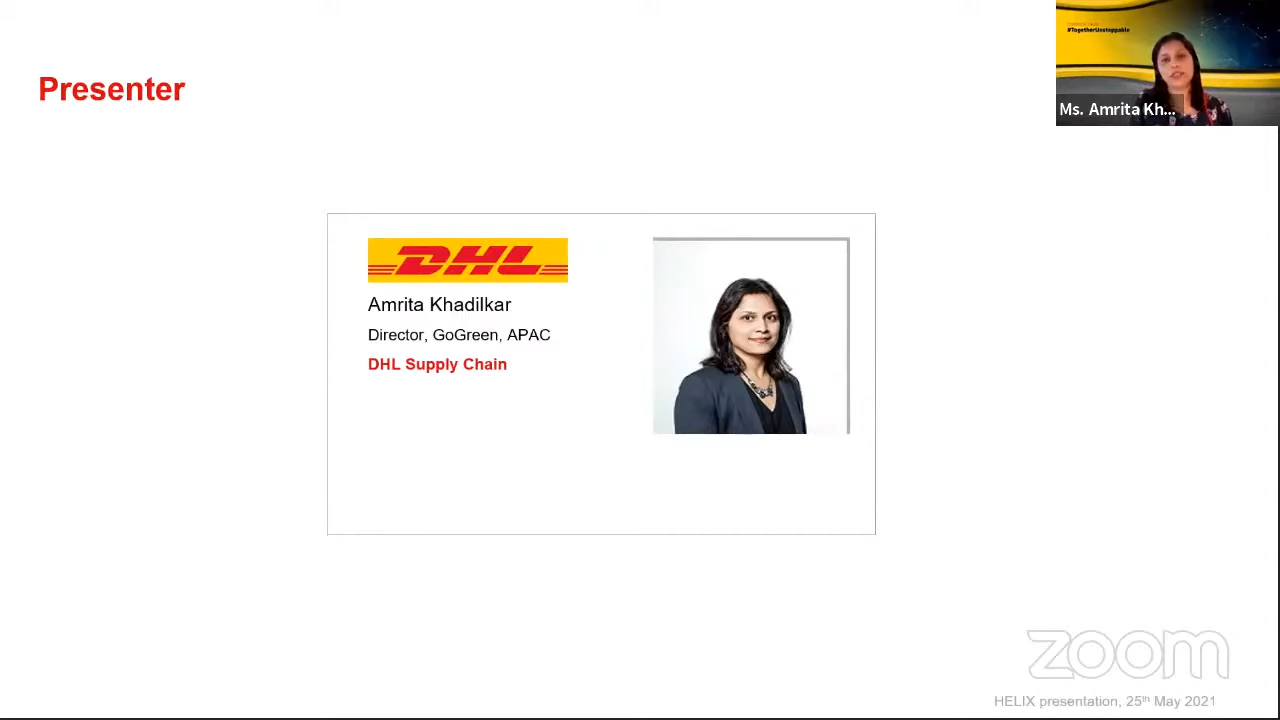 #TogetherUnstoppable
Presenter
Ms. Amrita Kh...
DHL
Amrita Khadilkar
Director, GoGreen, APAC
DHL Supply Chain
zoom
HELIX presentation, 25th May 2021